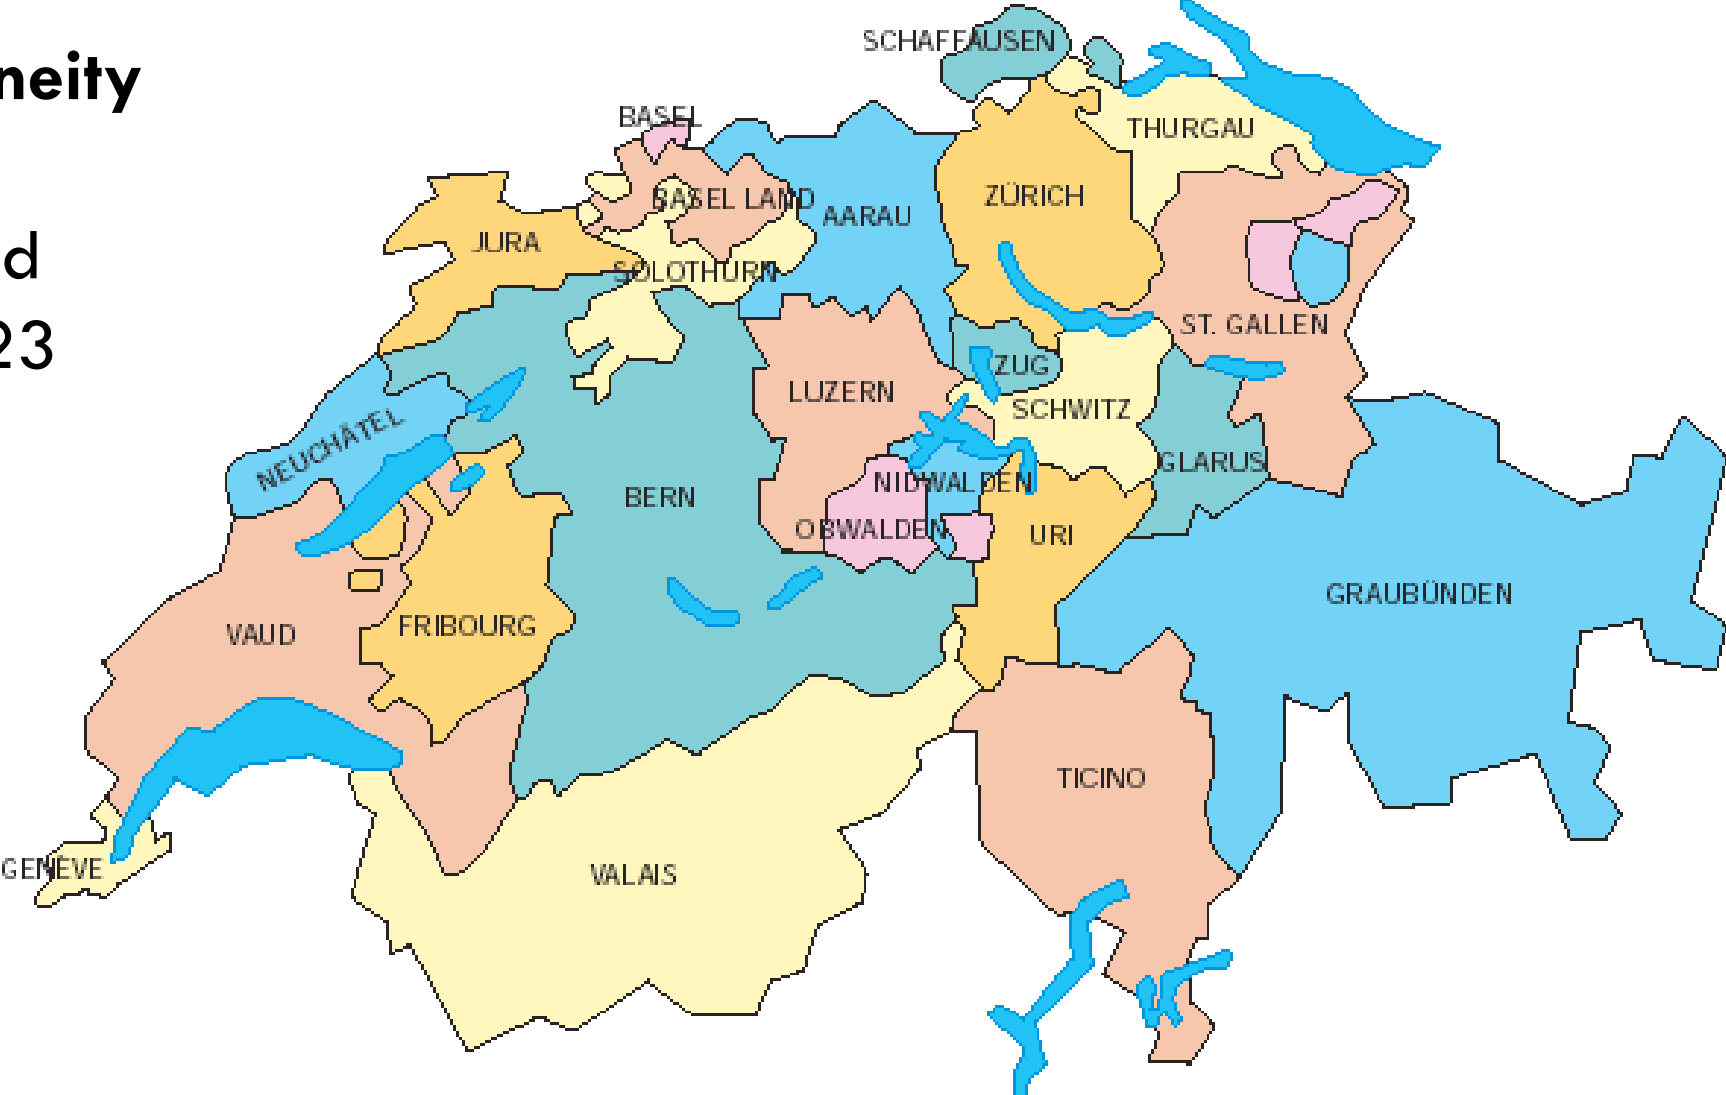 neity
d
23
SCHAFFAUSEN
BASEL
THURGAU
BASEL LAND
ZÜRICH
AARAU
JURA
SOLOTHURN
ST. GALLEN
ZUG
LUZERN
SCHWITZ
NEUCHÂTEL
GLARUS
NIDWALDEN
BERN
OBWALDEN
URI
GRAUBÜNDEN
FRIBOURG
VAUD
TICINO
GENÈVE
VALAIS